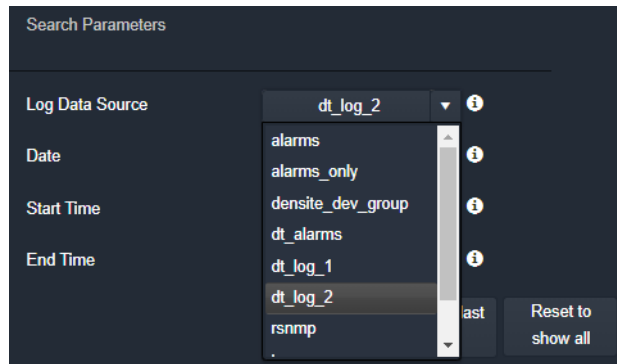 Search Parameters
Log Data Source dt_log_2
alarms
Date
alarms_only
Start Time
densite_dev_group
dt_alarms
End Time
dt_log_1
dt_log_2
last Reset to
rsnmp show all